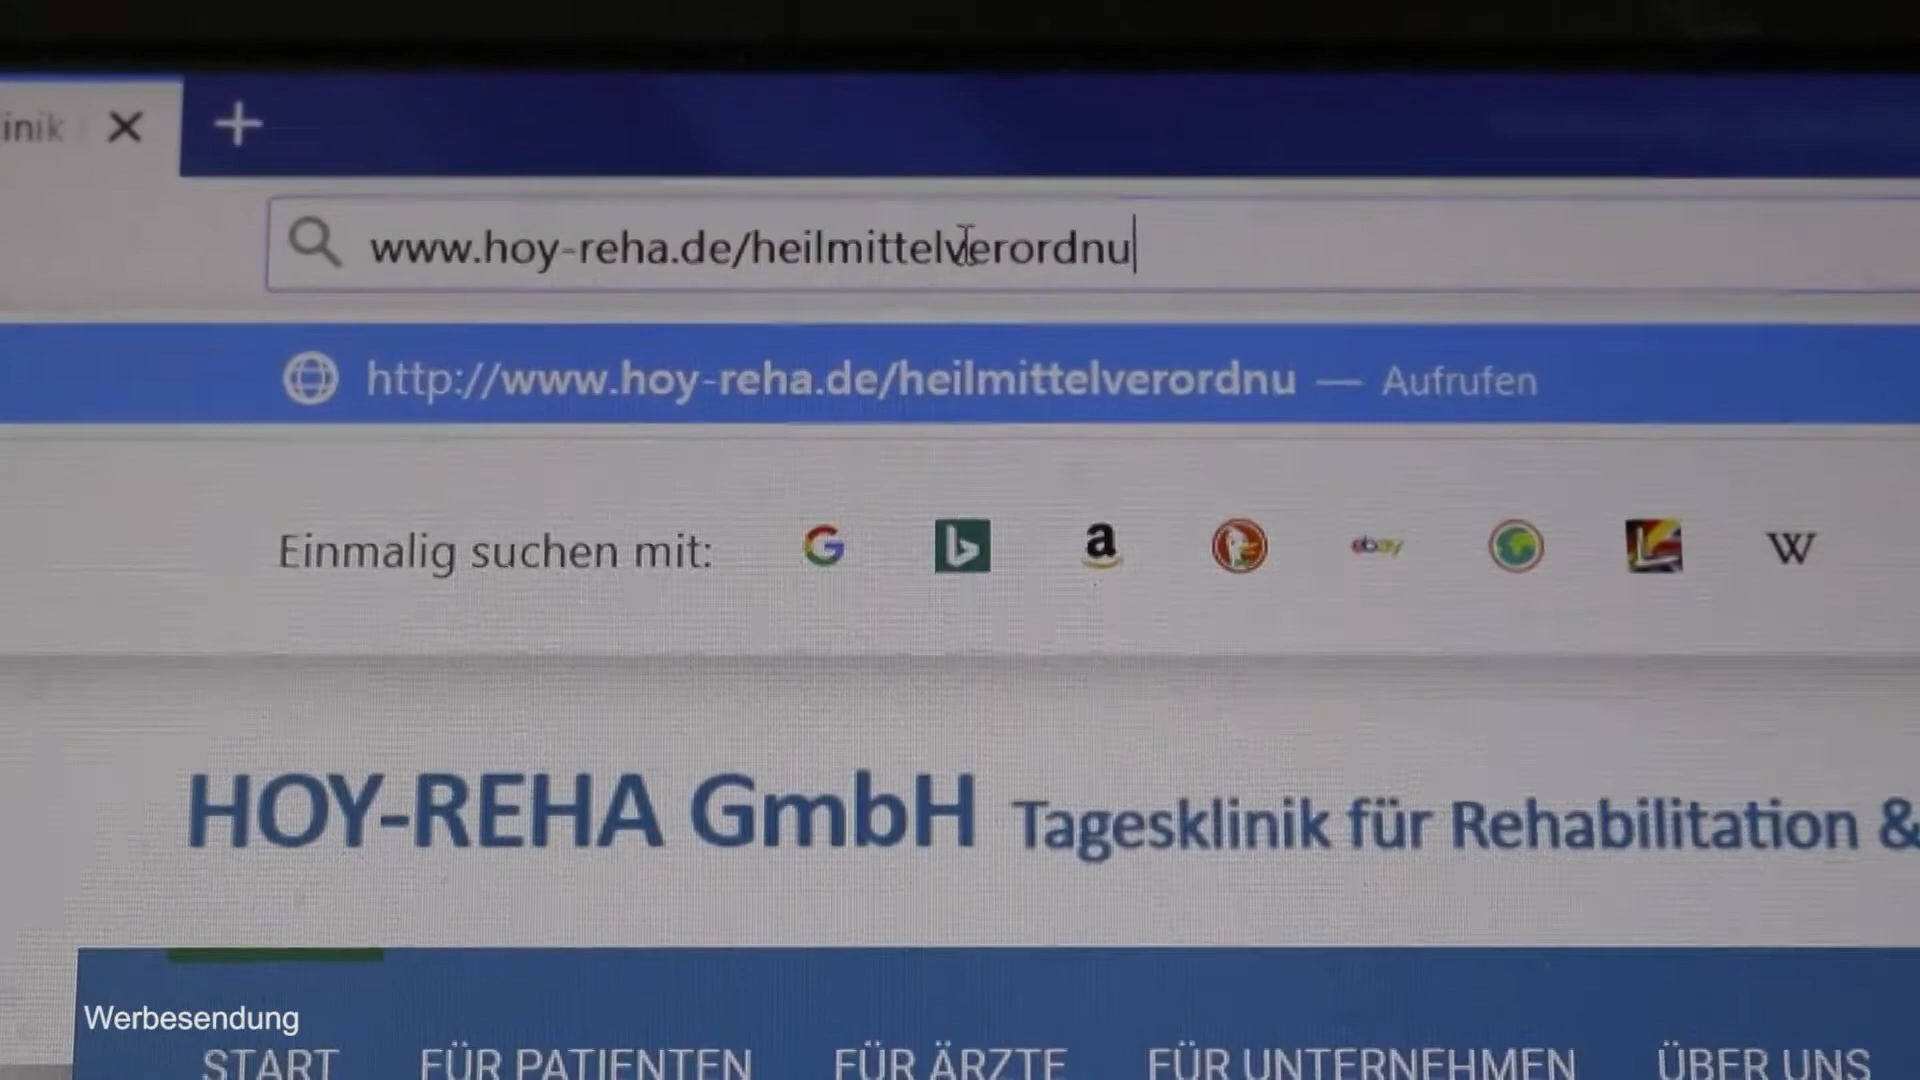 inik
www.hoy-reha.de/heilmittelverordnu
http://www.hoy-reha.de/heilmittelverordnu — Aufrufen
Einmalig suchen mit:
G b a ebay L W
HOY-REHA GmbH Tagesklinik für Rehabilitation &
Werbesendung
START FÜR PATIENTEN FÜR ÄRZTE FÜR UNTERNEHMEN ÜBER UNS